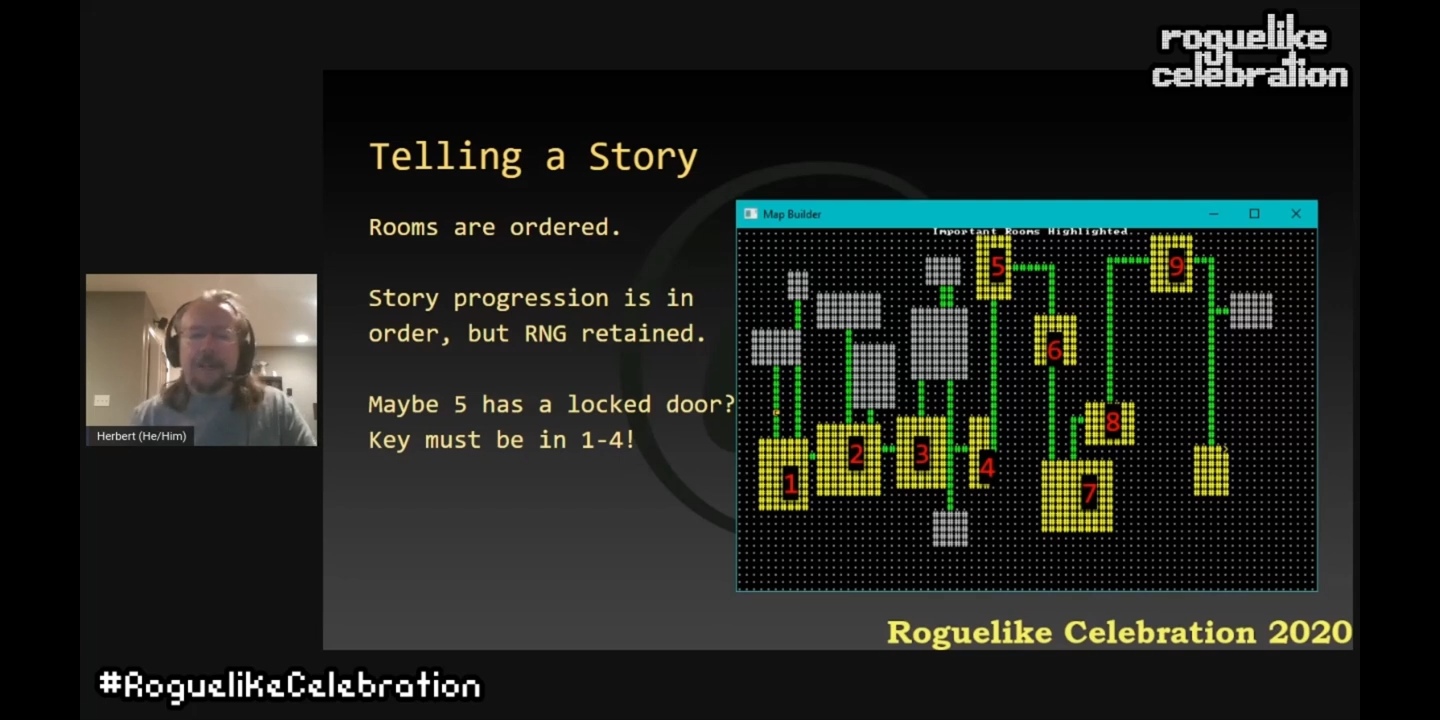 roguelike
celebration
Telling a Story
Rooms are ordered.
Story progression is in
order, but RNG retained.
Maybe 5 has a locked door?
Key must be in 1-4!
Map Builder
Important Rooms Highlighted
5
9
6
8
2
3
4
1
7
Herbert (He/Him)
Roguelike Celebration 2020
#RoguelikeCelebration